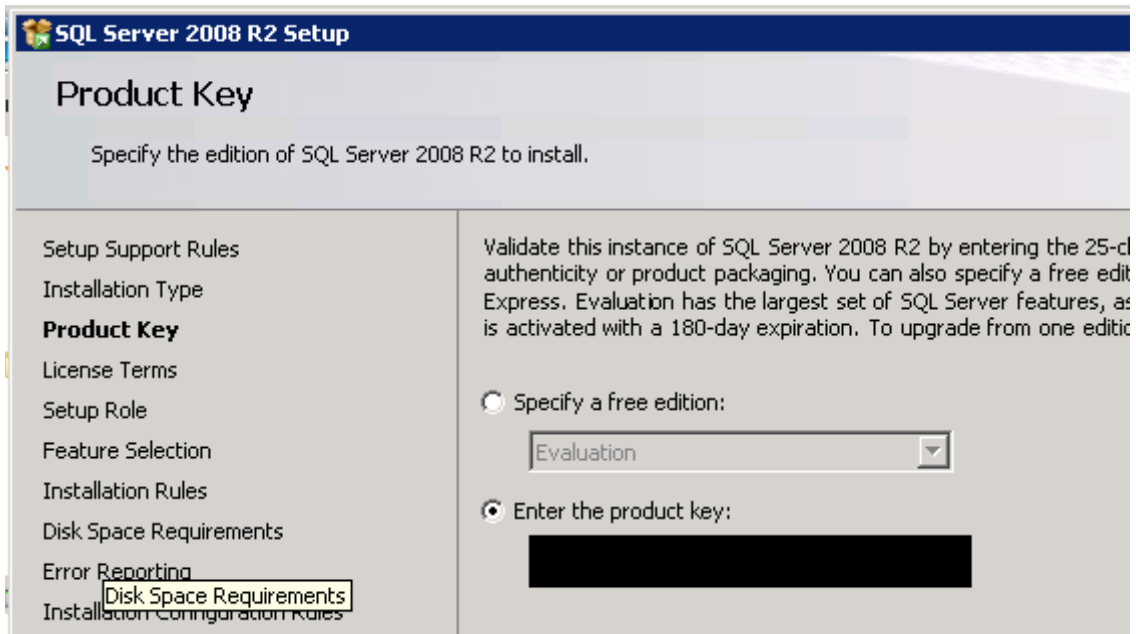 SQL Server 2008 R2 Setup
Product Key
Specify the edition of SQL Server 2008 R2 to install.
Setup Support Rules
Installation Type
Product Key
License Terms
Setup Role
Feature Selection
Installation Rules
Disk Space Requirements
Error Reporting
Disk Space Requirements
Installation Configuration Rules
Validate this instance of SQL Server 2008 R2 by entering the 25-c
authenticity or product packaging. You can also specify a free edit
Express. Evaluation has the largest set of SQL Server features, as
is activated with a 180-day expiration. To upgrade from one editio
Specify a free edition:
Evaluation
Enter the product key: